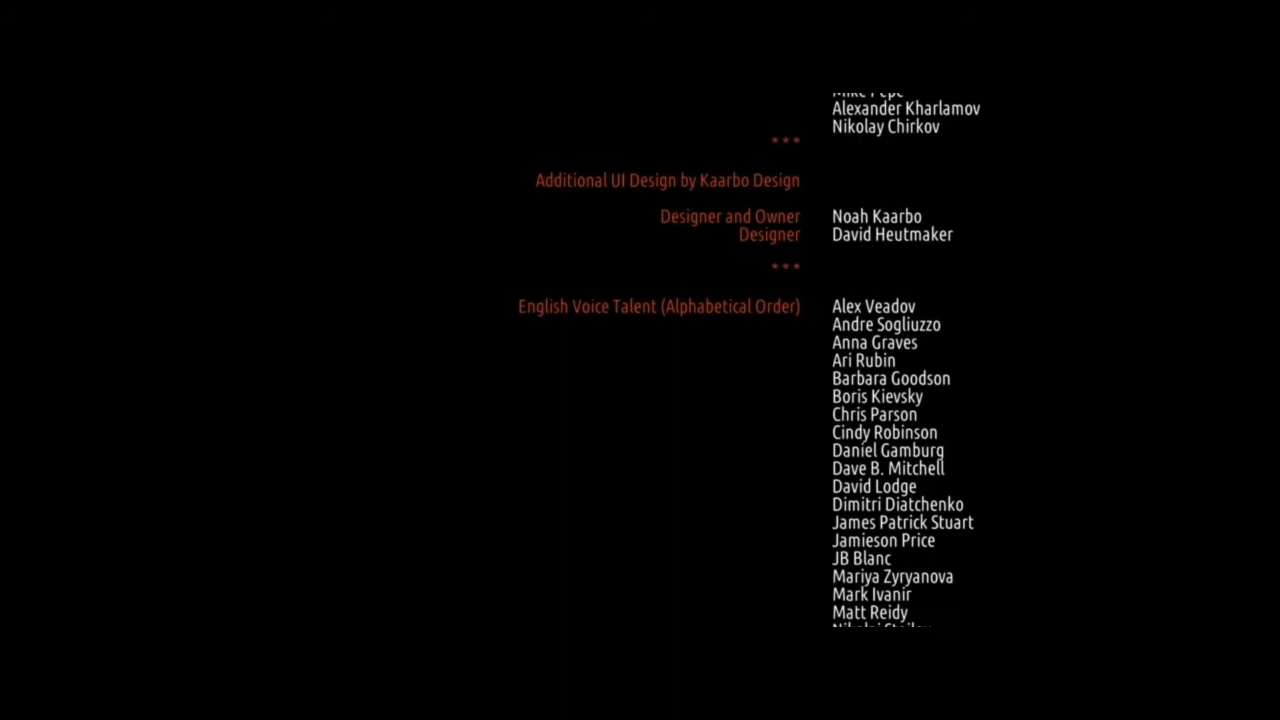 Alexander Kharlamov
Nikolay Chirkov
* * *
Additional UI Design by Kaarbo Design
Designer and Owner Noah Kaarbo
Designer David Heutmaker
* * *
English Voice Talent (Alphabetical Order) Alex Veadov
Andre Sogliuzzo
Anna Graves
Ari Rubin
Barbara Goodson
Boris Kievsky
Chris Parson
Cindy Robinson
Daniel Gamburg
Dave B. Mitchell
David Lodge
Dimitri Diatchenko
James Patrick Stuart
Jamieson Price
JB Blanc
Mariya Zyryanova
Mark Ivanir
Matt Reidy